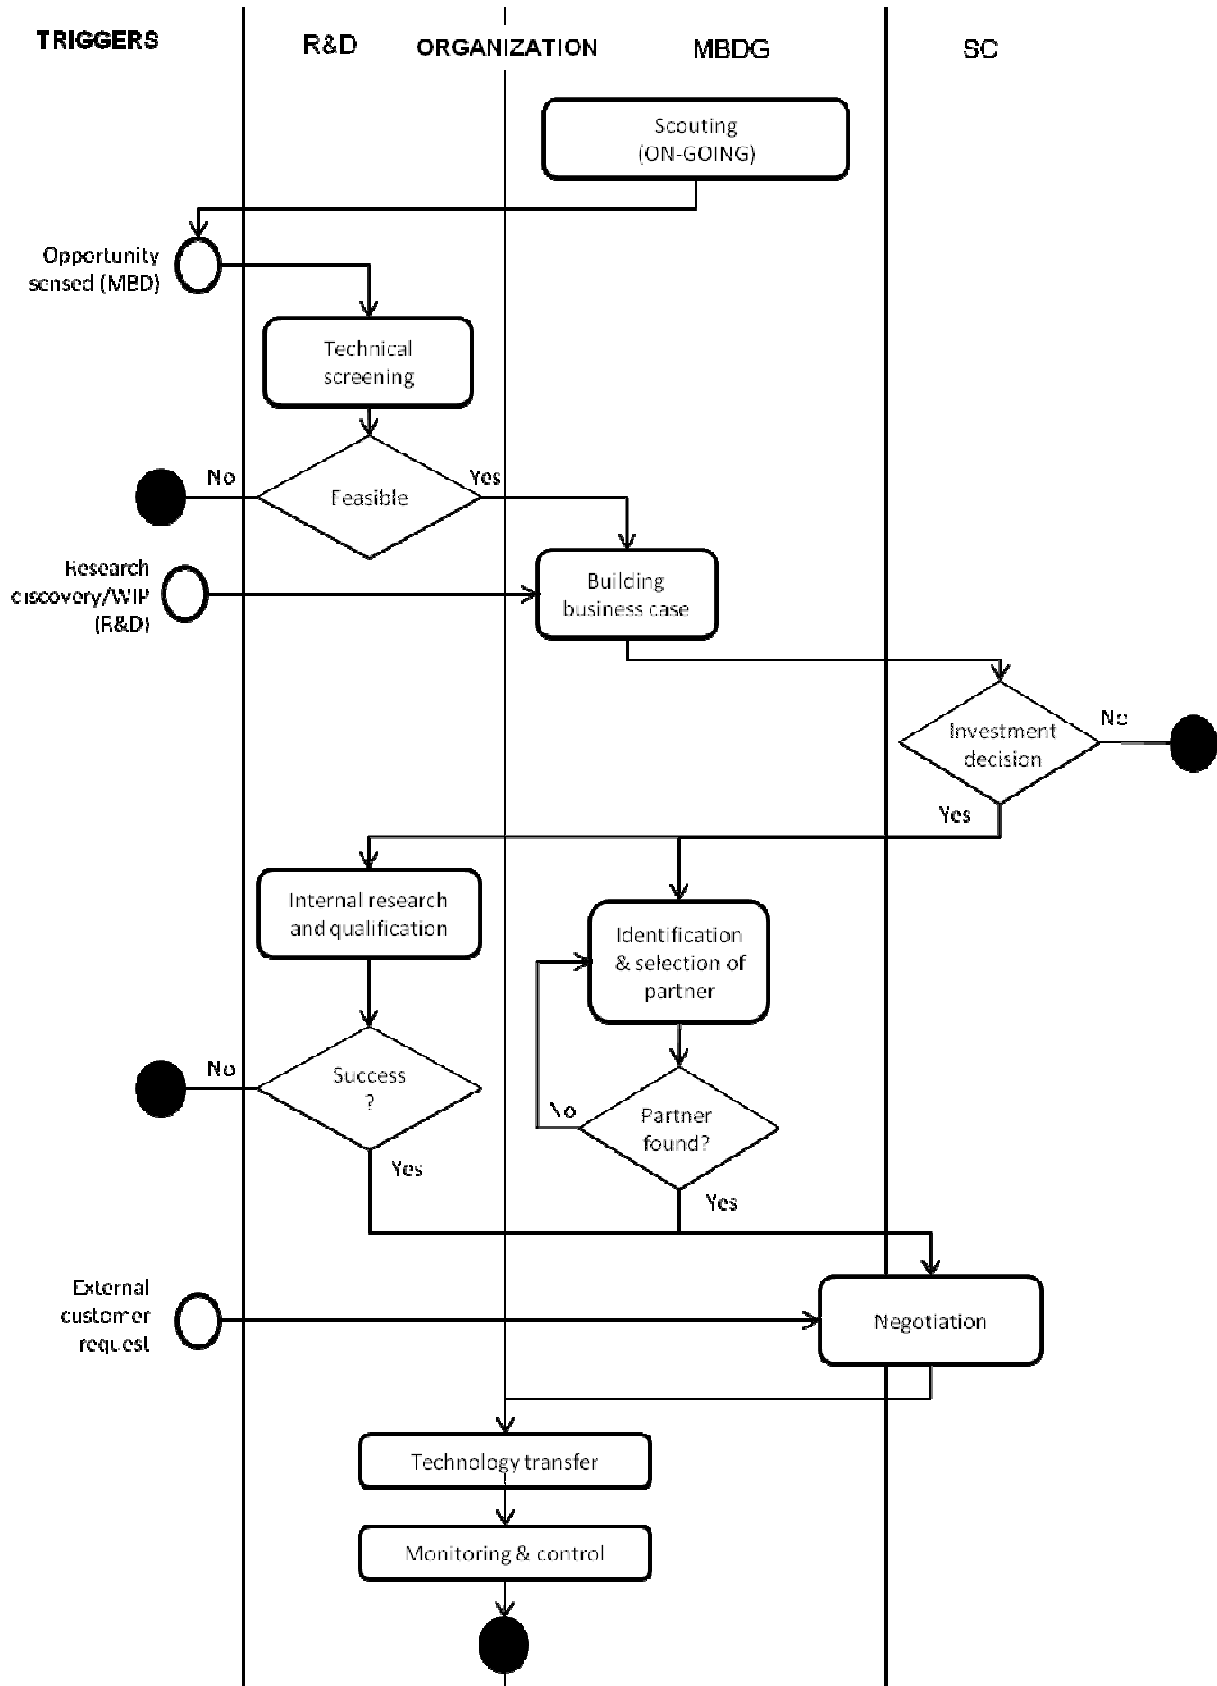 TRIGGERS
R&D
ORGANIZATION
MBDG
SC
Scouting
(ON-GOING)
Opportunity
sensed (MBD)
Technical
screening
No
Feasible
Yes
Research
discovery/WIP
(R&D)
Building
business case
Investment
decision
No
Yes
Internal research
and qualification
Identification
& selection of
partner
No
Success
?
Yes
No
Partner
found?
Yes
External
customer
request
Negotiation
Technology transfer
Monitoring & control